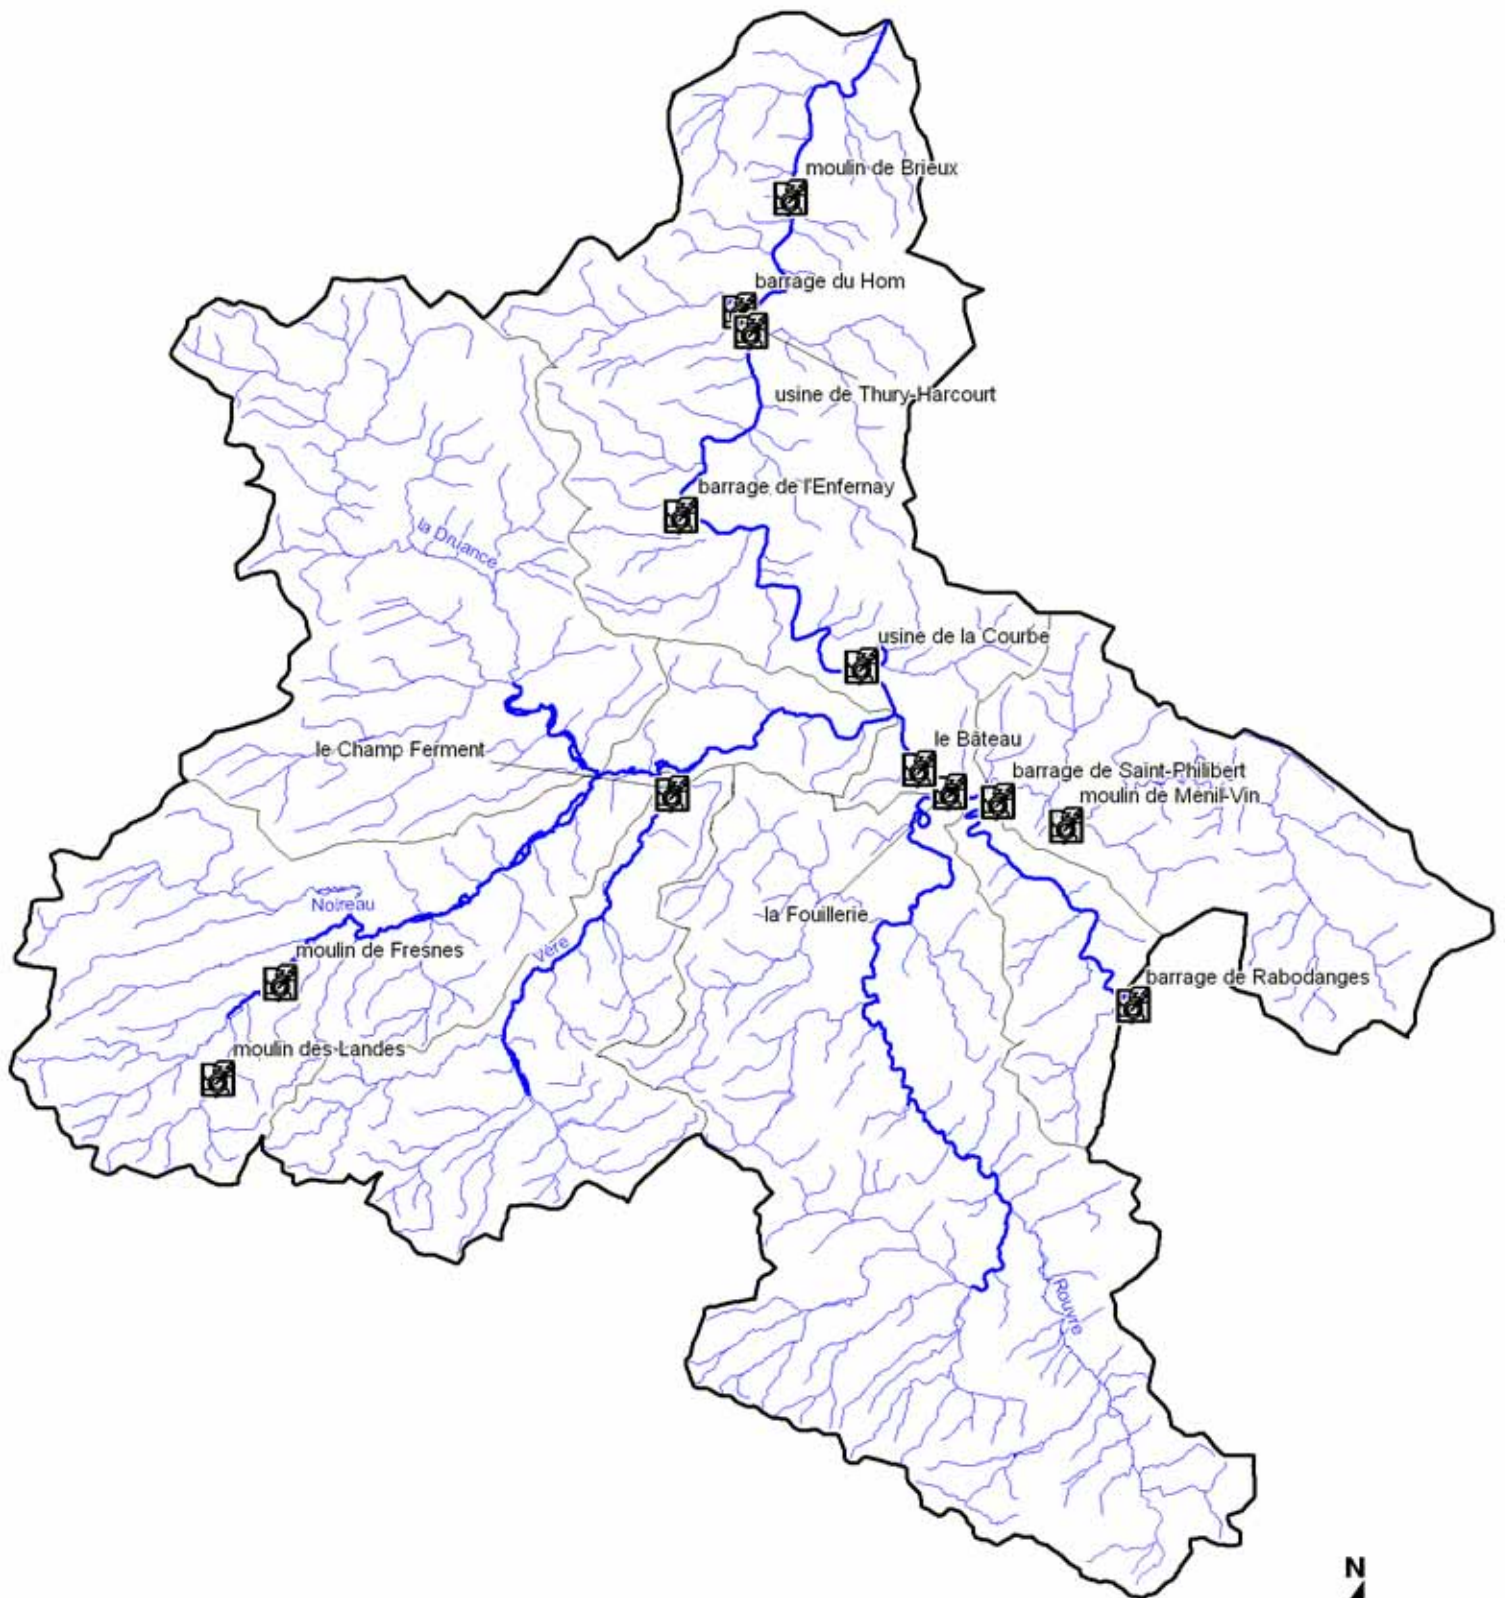 moulin de Brieux
barrage du Hom
usine de Thury-Harcourt
barrage de l'Enfernay
la Druance
usine de la Courbe
le Champ Ferment
le Bâteau
barrage de Saint-Philibert
moulin de Menil-Vin
Noireau
la Fouillerie
moulin de Fresnes
Vère
barrage de Rabodanges
moulin des Landes
Rouvre
N